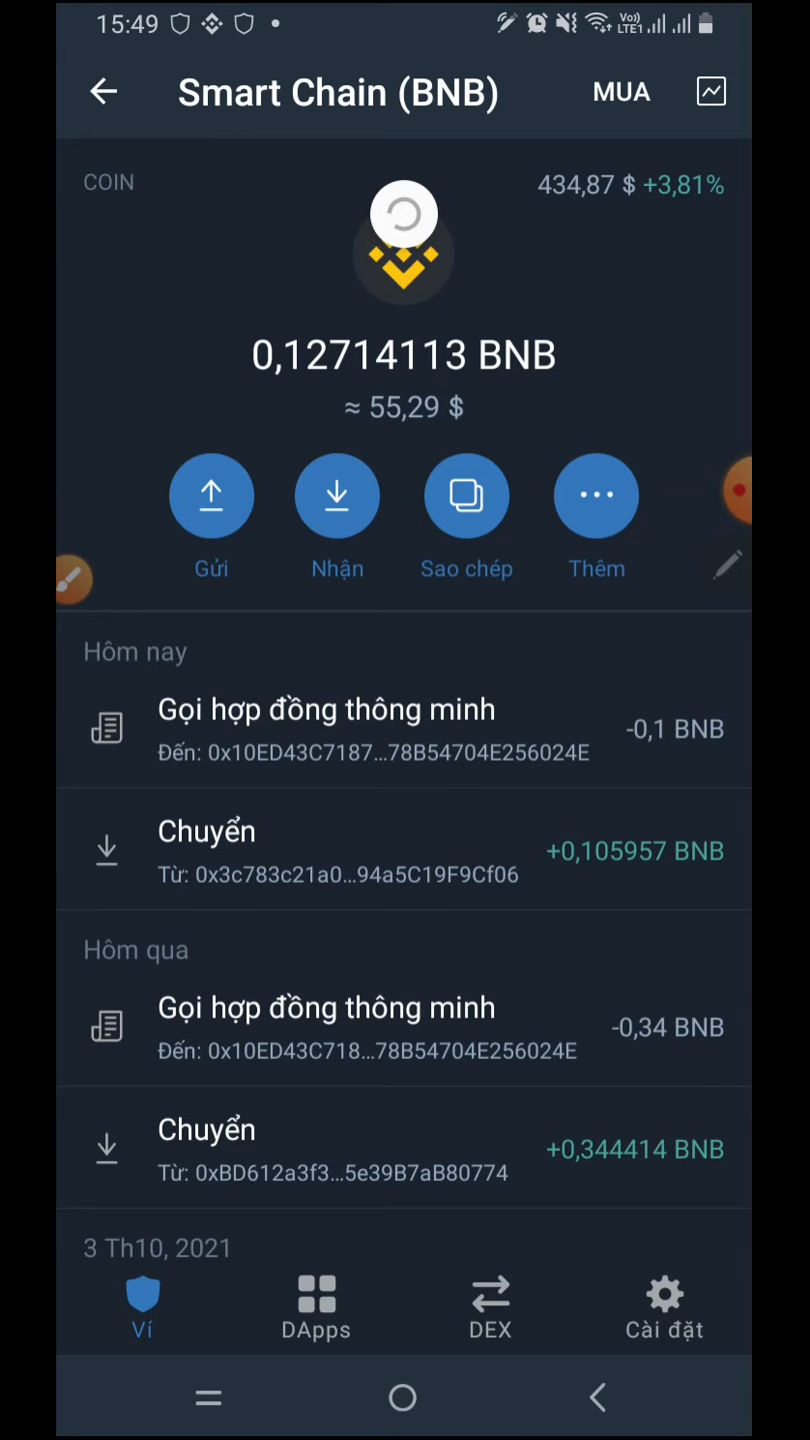 15:49
Vo)) LTE1
Smart Chain (BNB)
MUA
COIN
434,87 $ +3,81%
0,12714113 BNB
≈ 55,29 $
Gửi
Nhận
Sao chép
Thêm
Hôm nay
Gọi hợp đồng thông minh
-0,1 BNB
Đến: 0x10ED43C7187...78B54704E256024E
Chuyển
+0,105957 BNB
Từ: 0x3c783c21a0...94a5C19F9Cf06
Hôm qua
Gọi hợp đồng thông minh
-0,34 BNB
Đến: 0x10ED43C718...78B54704E256024E
Chuyển
+0,344414 BNB
Từ: 0xBD612a3f3...5e39B7aB80774
3 Th10, 2021
Ví
DApps
DEX
Cài đặt